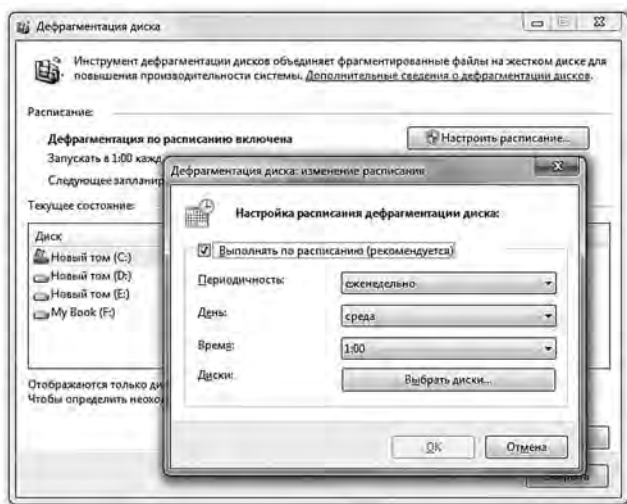 Дефрагментация диска
Инструмент дефрагментации дисков объединяет фрагментированные файлы на жестком диске для
повышения производительности системы. Дополнительные сведения о дефрагментации дисков.
Расписание:
Дефрагментация по расписанию включена
Настроить расписание...
Запускать в 1:00 кажд
Следующее запланир
Текущее состояние:
Диск
Новый том (C:)
Новый том (D:)
Новый том (E:)
My Book (F:)
Отображаются только ди
Чтобы определить необхо
Дефрагментация диска: изменение расписания
Настройка расписания дефрагментации диска:
Выполнять по расписанию (рекомендуется)
Периодичность:
еженедельно
День:
среда
Время:
1:00
Диски:
Выбрать диски...
OK
Отмена